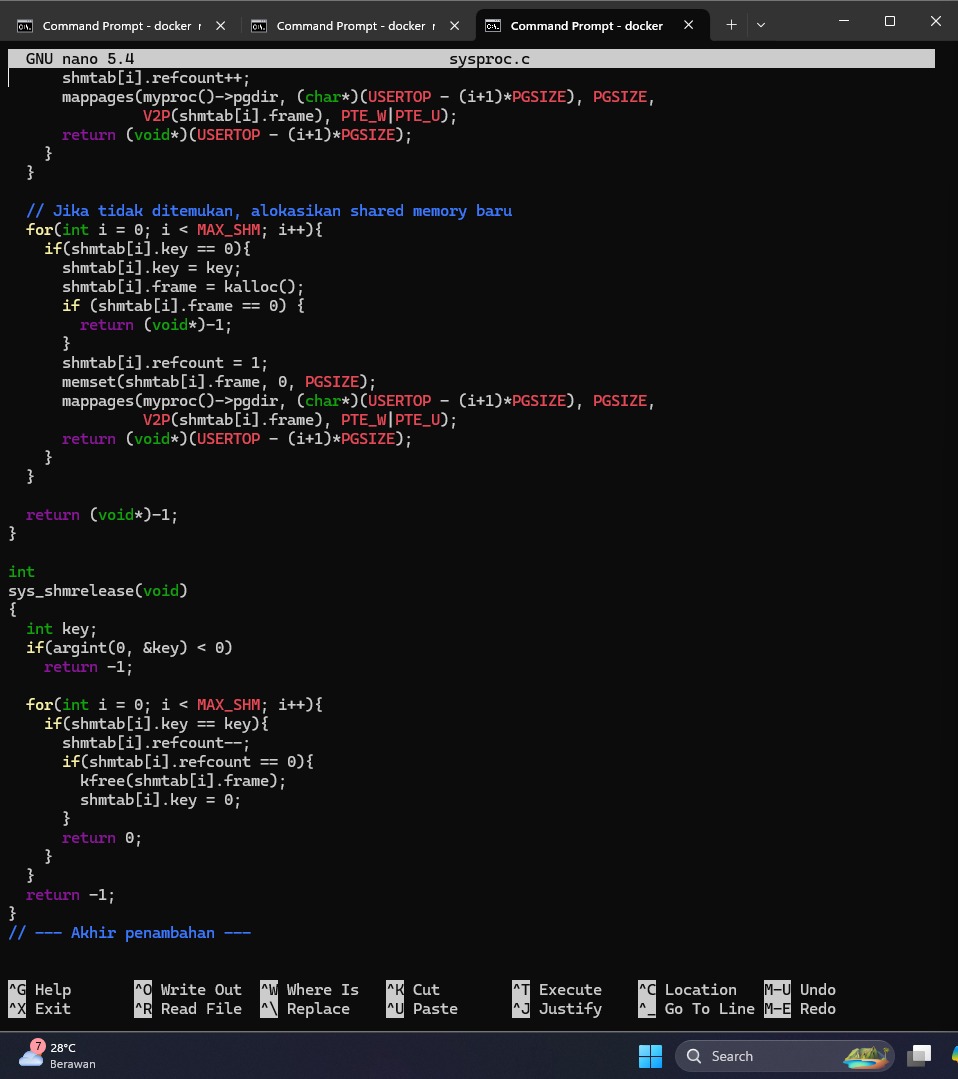 Command Prompt - docker r
Command Prompt - docker r
Command Prompt - docker
GNU nano 5.4 sysproc.c
      shmtab[i].refcount++;
      mappages(myproc()->pgdir, (char*)(USERTOP - (i+1)*PGSIZE), PGSIZE,
               V2P(shmtab[i].frame), PTE_W|PTE_U);
      return (void*)(USERTOP - (i+1)*PGSIZE);
    }
  }

  // Jika tidak ditemukan, alokasikan shared memory baru
  for(int i = 0; i < MAX_SHM; i++){
    if(shmtab[i].key == 0){
      shmtab[i].key = key;
      shmtab[i].frame = kalloc();
      if (shmtab[i].frame == 0) {
        return (void*)-1;
      }
      shmtab[i].refcount = 1;
      memset(shmtab[i].frame, 0, PGSIZE);
      mappages(myproc()->pgdir, (char*)(USERTOP - (i+1)*PGSIZE), PGSIZE,
               V2P(shmtab[i].frame), PTE_W|PTE_U);
      return (void*)(USERTOP - (i+1)*PGSIZE);
    }
  }

  return (void*)-1;
}

int
sys_shmrelease(void)
{
  int key;
  if(argint(0, &key) < 0)
    return -1;

  for(int i = 0; i < MAX_SHM; i++){
    if(shmtab[i].key == key){
      shmtab[i].refcount--;
      if(shmtab[i].refcount == 0){
        kfree(shmtab[i].frame);
        shmtab[i].key = 0;
      }
      return 0;
    }
  }
  return -1;
}
// --- Akhir penambahan ---

^G Help ^O Write Out ^W Where Is ^K Cut ^T Execute ^C Location M-U Undo
^X Exit ^R Read File ^\ Replace ^U Paste ^J Justify ^_ Go To Line M-E Redo
7
28°C
Berawan
Search